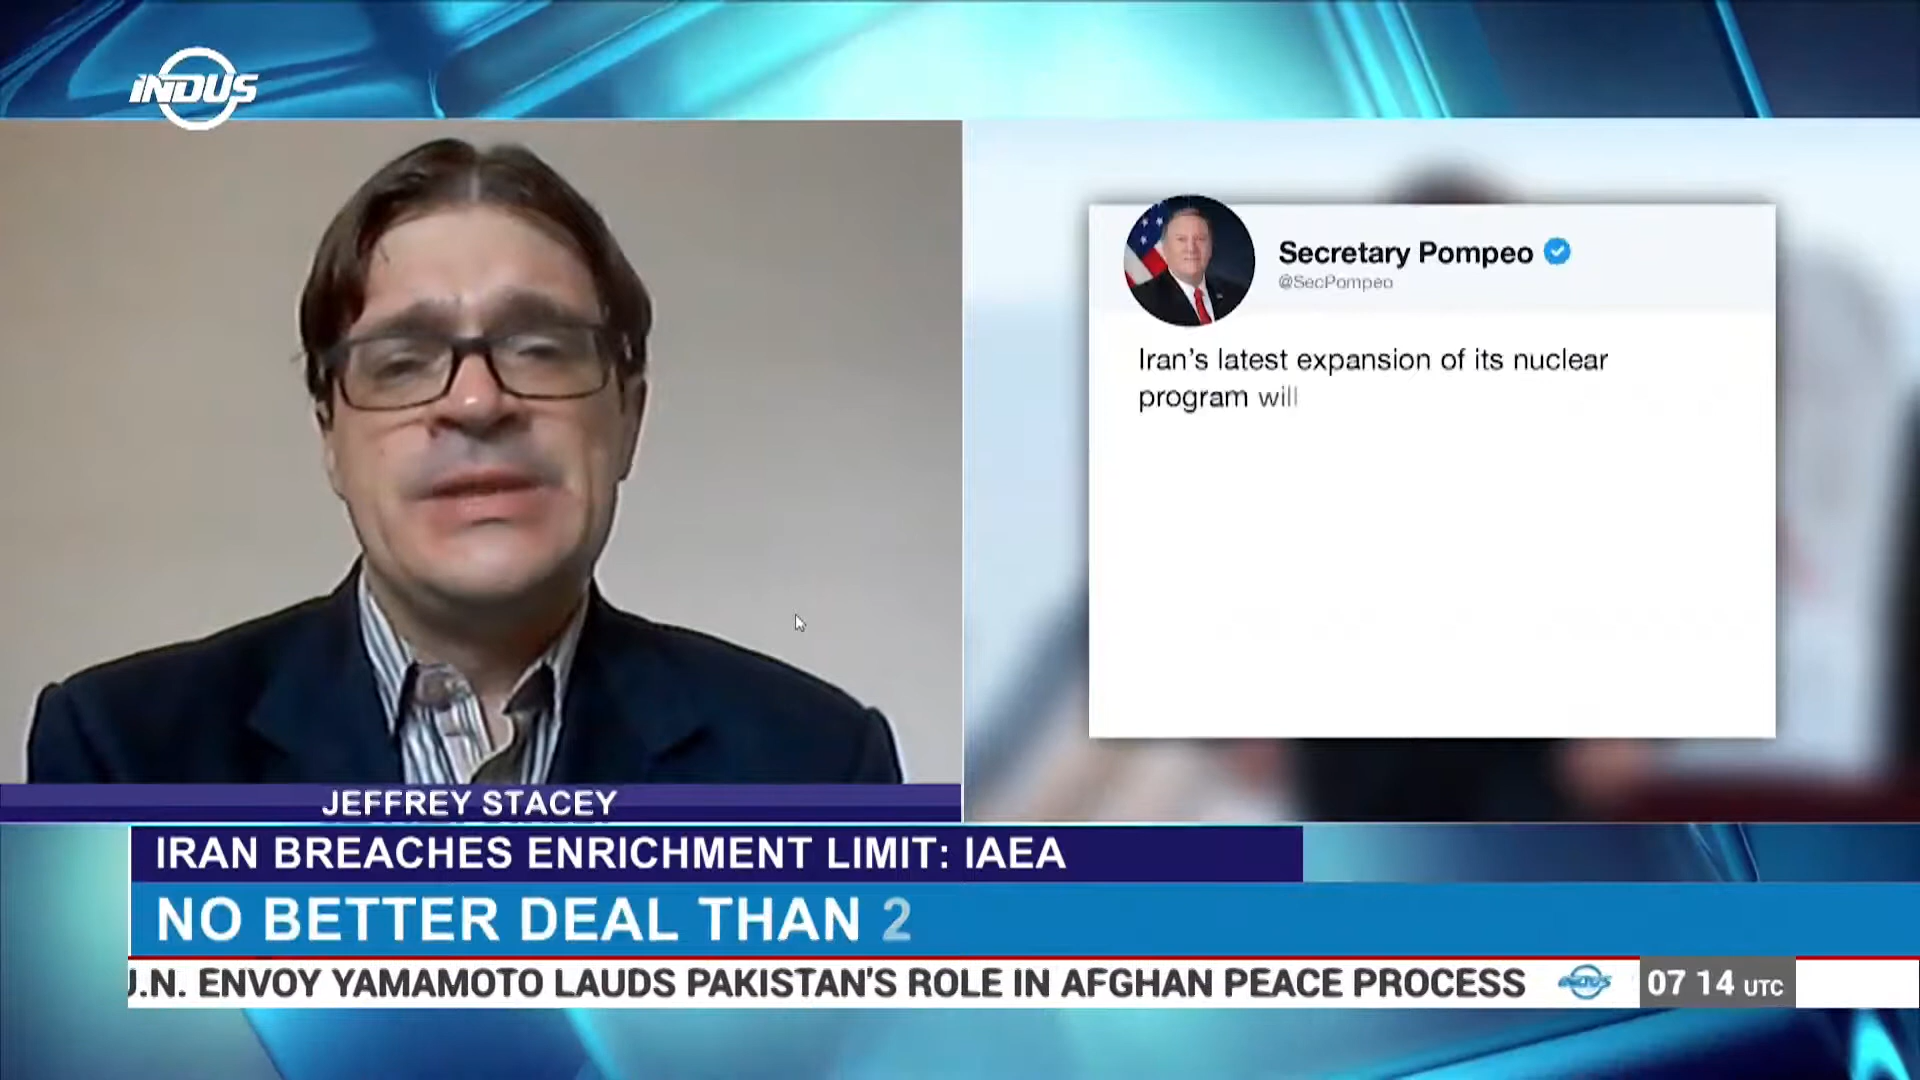 INDUS
Secretary Pompeo
@SecPompeo
Iran's latest expansion of its nuclear
program will
JEFFREY STACEY
IRAN BREACHES ENRICHMENT LIMIT: IAEA
NO BETTER DEAL THAN 2
U.N. ENVOY YAMAMOTO LAUDS PAKISTAN'S ROLE IN AFGHAN PEACE PROCESS
INDUS
07 14 UTC